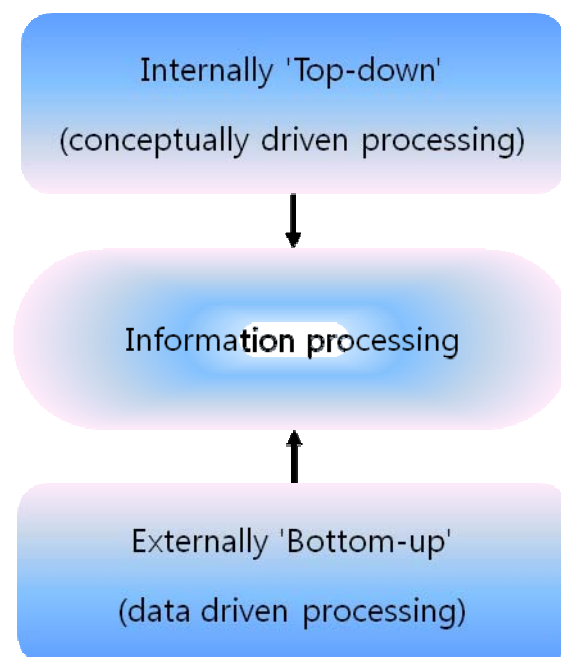 Internally 'Top-down'
(conceptually driven processing)
Information processing
Externally 'Bottom-up'
(data driven processing)